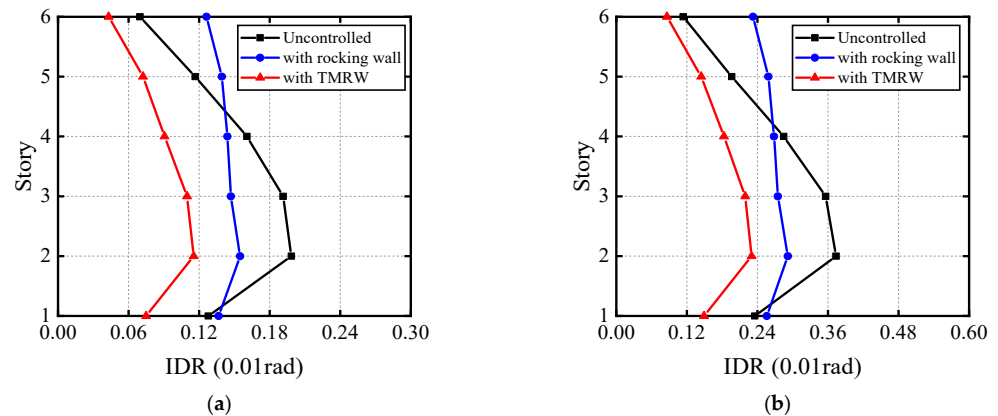 6
5
4
3
2
1
Story
Uncontrolled
with rocking wall
with TMRW
0.00 0.06 0.12 0.18 0.24 0.30
IDR (0.01rad)
(a)
6
5
4
3
2
1
Story
Uncontrolled
with rocking wall
with TMRW
0.00 0.12 0.24 0.36 0.48 0.60
IDR (0.01rad)
(b)